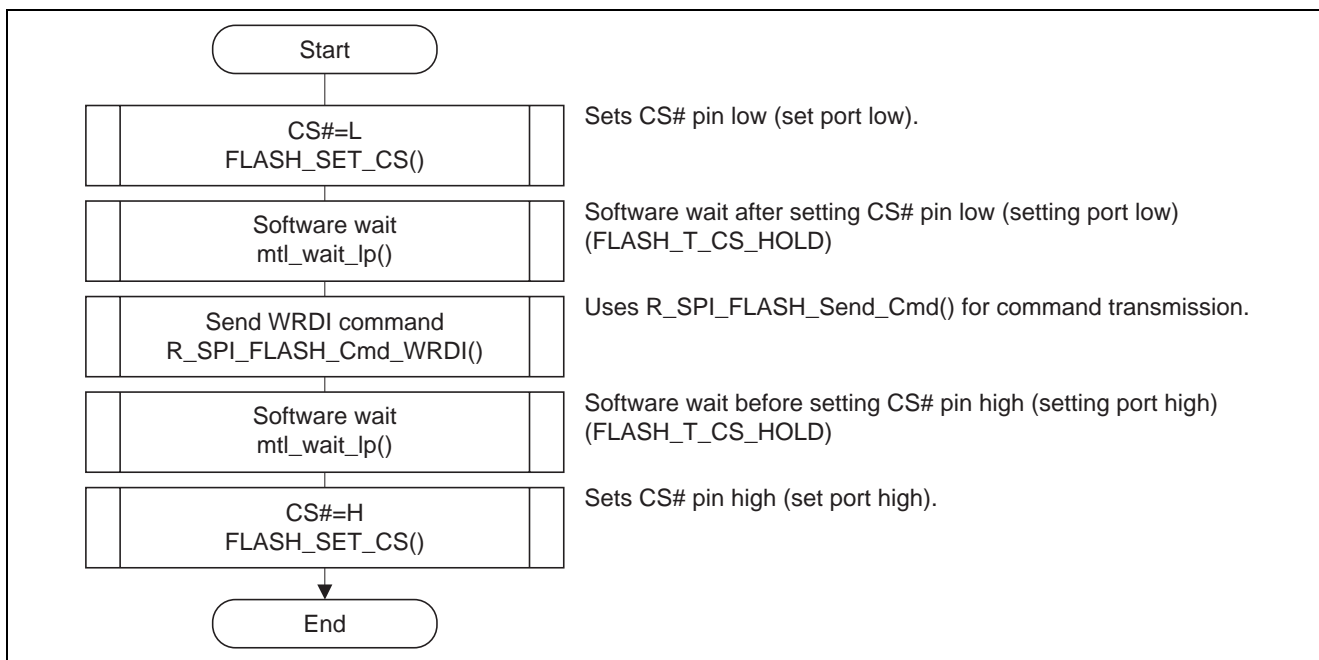 Start
CS#=L
FLASH_SET_CS()
Sets CS# pin low (set port low).
Software wait
mtl_wait_lp()
Software wait after setting CS# pin low (setting port low)
(FLASH_T_CS_HOLD)
Send WRDI command
R_SPI_FLASH_Cmd_WRDI()
Uses R_SPI_FLASH_Send_Cmd() for command transmission.
Software wait
mtl_wait_lp()
Software wait before setting CS# pin high (setting port high)
(FLASH_T_CS_HOLD)
CS#=H
FLASH_SET_CS()
Sets CS# pin high (set port high).
End